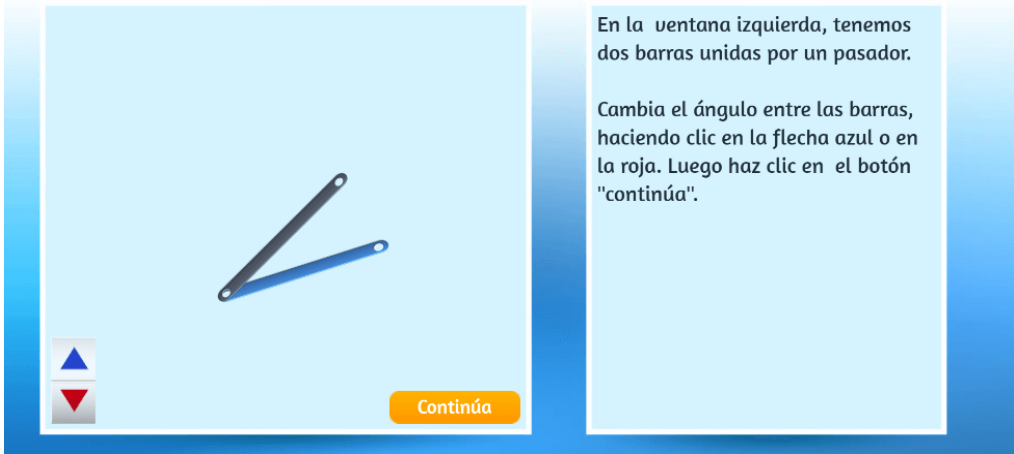 En la ventana izquierda, tenemos
dos barras unidas por un pasador.
Cambia el ángulo entre las barras,
haciendo clic en la flecha azul o en
la roja. Luego haz clic en el botón
"continúa".
Continúa